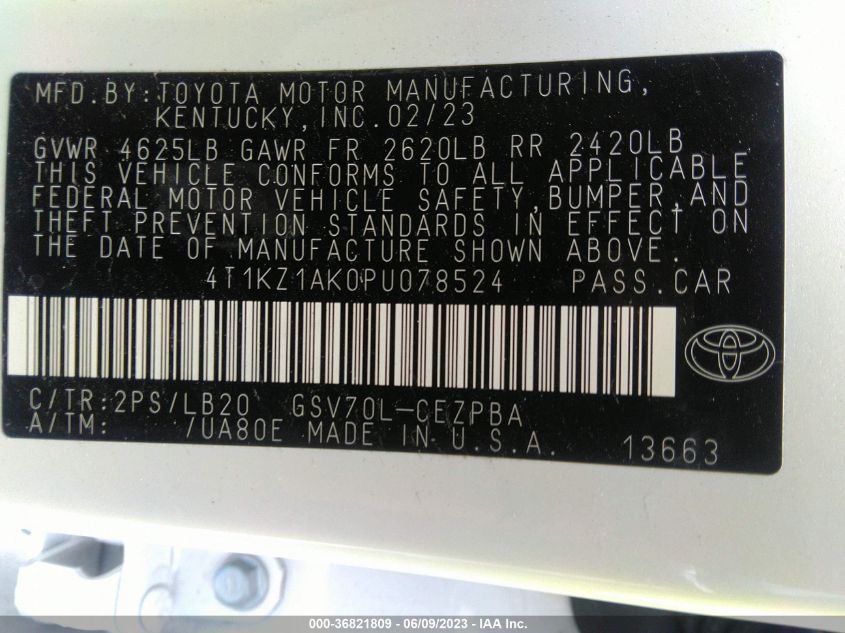 MFD.BY:TOYOTA MOTOR MANUFACTURING,
KENTUCKY,INC.02/23
GVWR 4625LB GAWR FR 2620LB RR 2420LB
THIS VEHICLE CONFORMS TO ALL APPLICABLE
FEDERAL MOTOR VEHICLE SAFETY,BUMPER,AND
THEFT PREVENTION STANDARDS IN EFFECT ON
THE DATE OF MANUFACTURE SHOWN ABOVE.
4T1KZ1AK0PU078524 PASS.CAR
C/TR:2PS/LB20 GSV70L-CEZPBA
A/TM: /UA80E MADE IN U.S.A. 13663
000-36821809 - 06/09/2023 - IAA Inc.